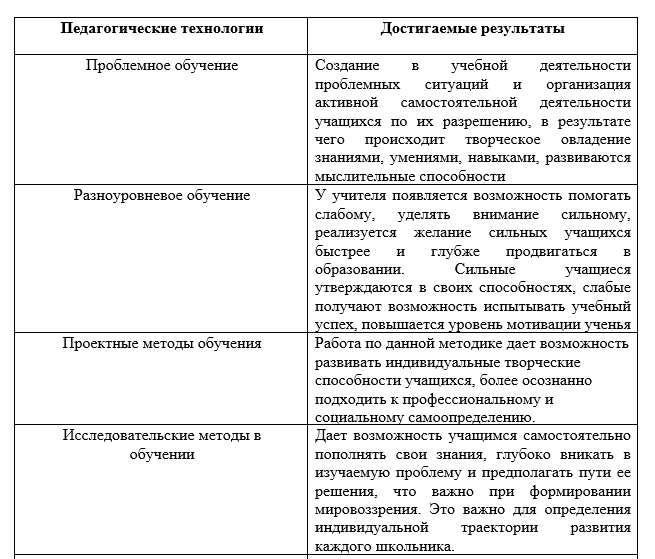 Педагогические технологии
Достигаемые результаты
Проблемное обучение
Создание в учебной деятельности
проблемных ситуаций и организация
активной самостоятельной деятельности
учащихся по их разрешению, в результате
чего происходит творческое овладение
знаниями, умениями, навыками, развиваются
мыслительные способности
Разноуровневое обучение
У учителя появляется возможность помогать
слабому, уделять внимание сильному,
реализуется желание сильных учащихся
быстрее и глубже продвигаться в
образовании. Сильные учащиеся
утверждаются в своих способностях, слабые
получают возможность испытывать учебный
успех, повышается уровень мотивации ученья
Проектные методы обучения
Работа по данной методике дает возможность
развивать индивидуальные творческие
способности учащихся, более осознанно
подходить к профессиональному и
социальному самоопределению.
Исследовательские методы в
обучении
Дает возможность учащимся самостоятельно
пополнять свои знания, глубоко вникать в
изучаемую проблему и предполагать пути ее
решения, что важно при формировании
мировоззрения. Это важно для определения
индивидуальной траектории развития
каждого школьника.